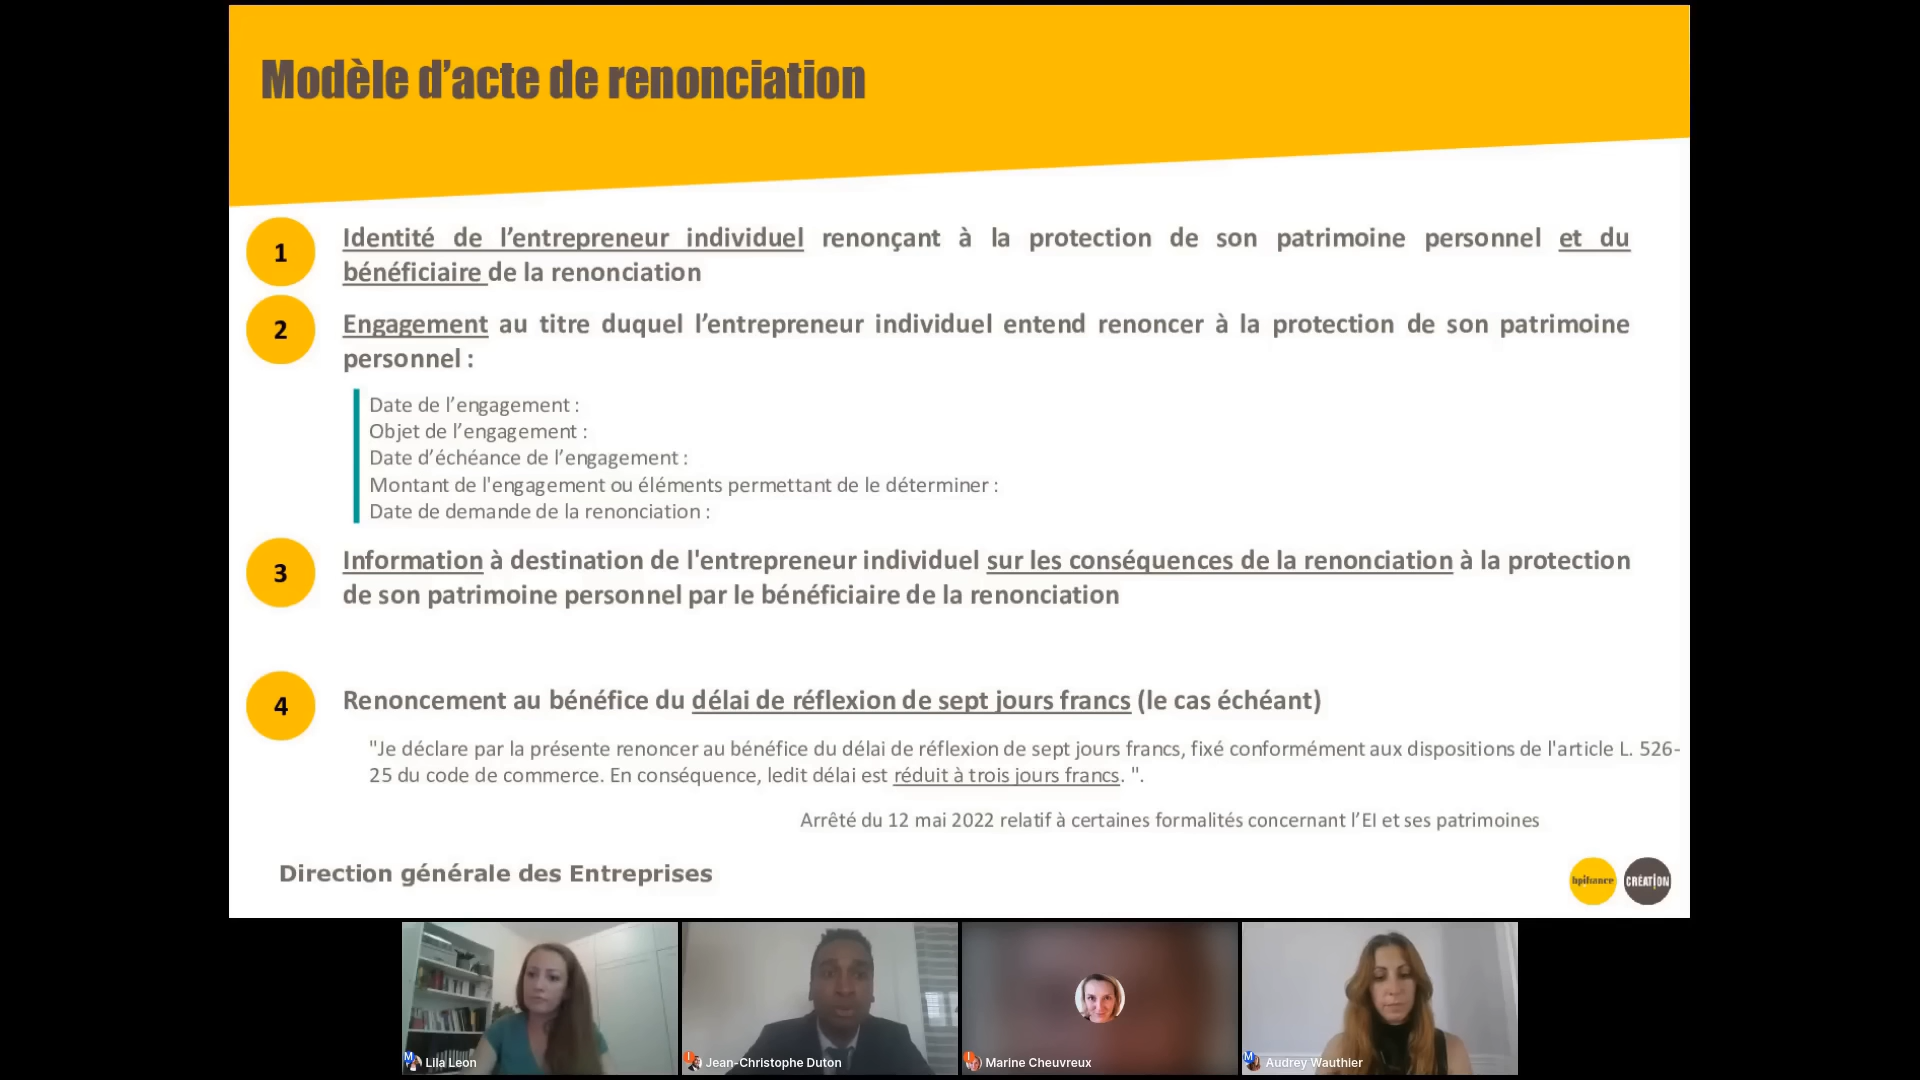 Modèle d’acte de renonciation
1
Identité de l’entrepreneur individuel renonçant à la protection de son patrimoine personnel et du
bénéficiaire de la renonciation
2
Engagement au titre duquel l’entrepreneur individuel entend renoncer à la protection de son patrimoine
personnel :
Date de l’engagement :
Objet de l’engagement :
Date d’échéance de l’engagement :
Montant de l'engagement ou éléments permettant de le déterminer :
Date de demande de la renonciation :
3
Information à destination de l'entrepreneur individuel sur les conséquences de la renonciation à la protection
de son patrimoine personnel par le bénéficiaire de la renonciation
4
Renoncement au bénéfice du délai de réflexion de sept jours francs (le cas échéant)
"Je déclare par la présente renoncer au bénéfice du délai de réflexion de sept jours francs, fixé conformément aux dispositions de l'article L. 526-
25 du code de commerce. En conséquence, ledit délai est réduit à trois jours francs. ".
Arrêté du 12 mai 2022 relatif à certaines formalités concernant l’EI et ses patrimoines
Direction générale des Entreprises
bpifrance
CRÉATION
M Lila Leon
I Jean-Christophe Duton
I Marine Cheuvreux
M Audrey Wauthier